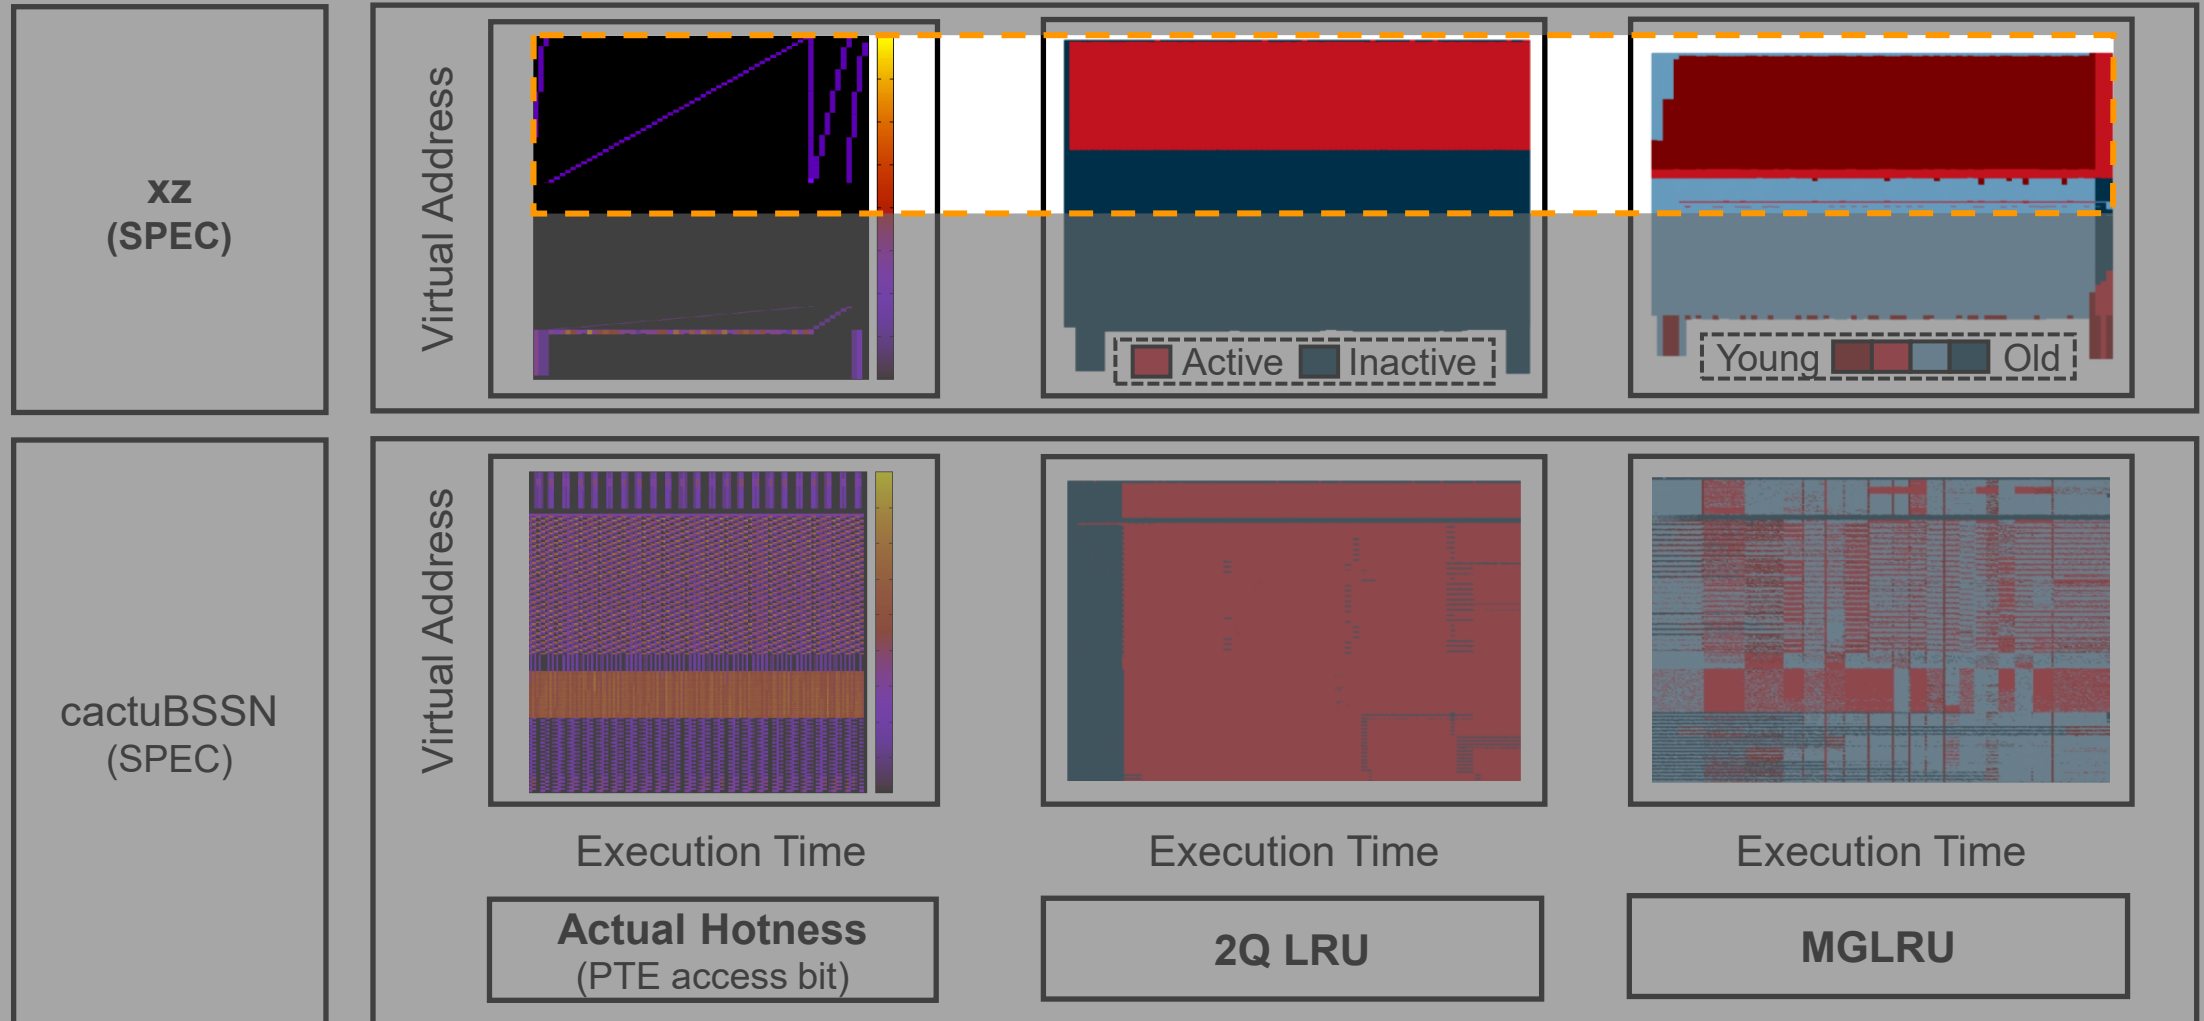 xz
(SPEC)
Virtual Address
Active Inactive
Young Old
cactuBSSN
(SPEC)
Virtual Address
Execution Time
Execution Time
Execution Time
Actual Hotness
(PTE access bit)
2Q LRU
MGLRU